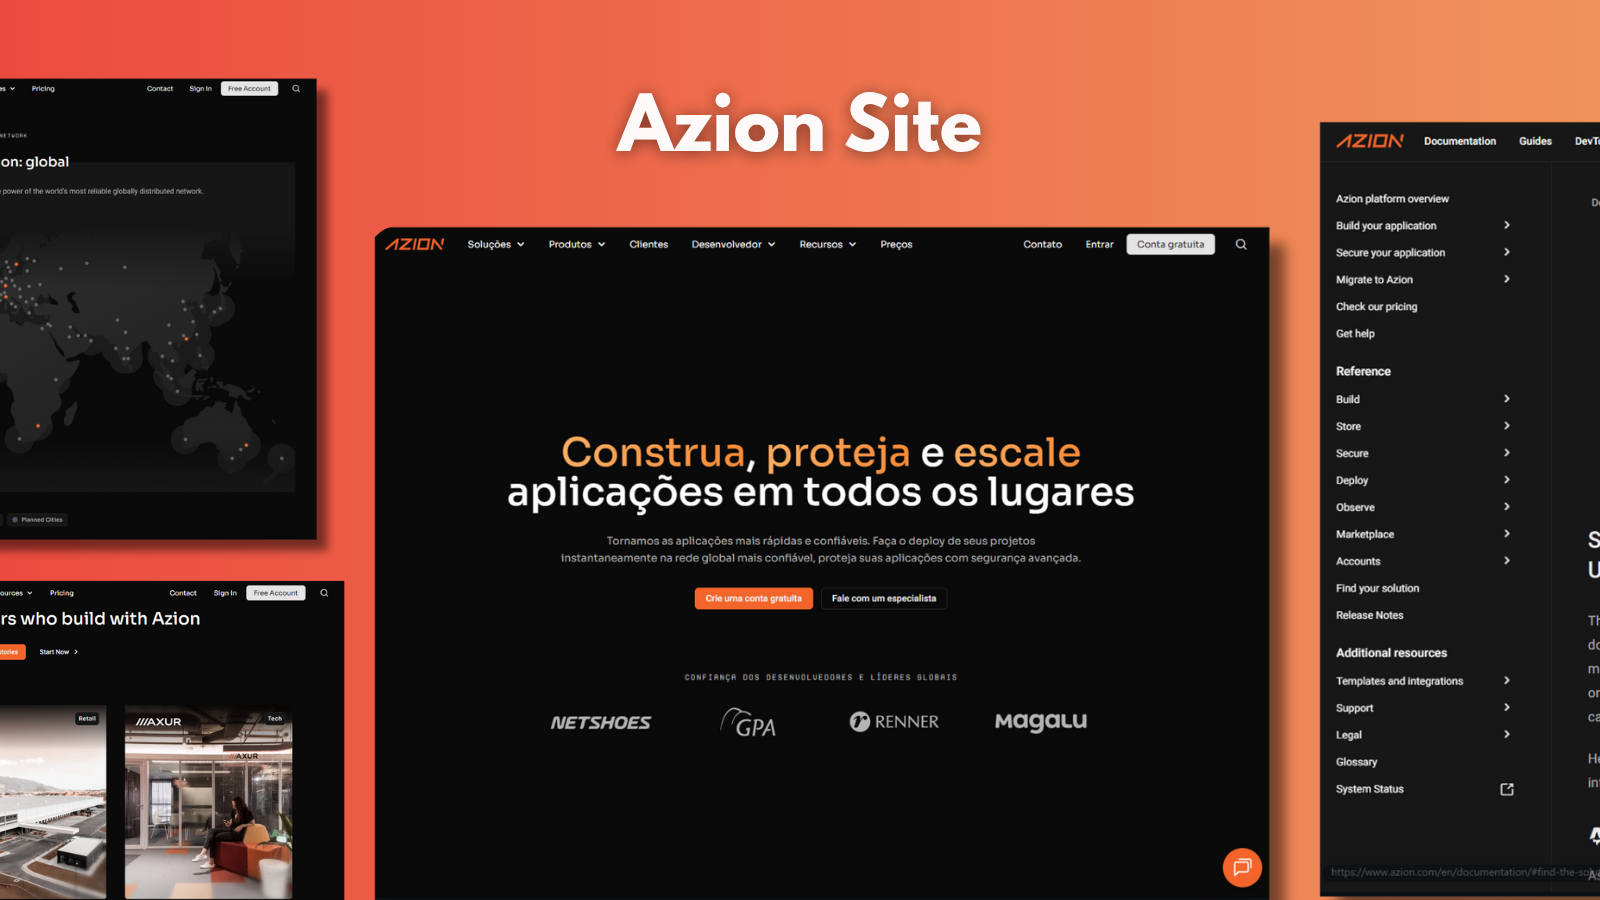 Azion Site
es
Pricing
Contact
Sign In
Free Account
NETWORK
on: global
power of the world's most reliable globally distributed network.
Planned Cities
ources
Pricing
Contact
Sign In
Free Account
rs who build with Azion
tories
Start Now
Retail
AXUR
Tech
AXUR
AZION
Soluções
Produtos
Clientes
Desenvolvedor
Recursos
Preços
Contato
Entrar
Conta gratuita
Construa, proteja e escale
aplicações em todos os lugares
Tornamos as aplicações mais rápidas e confiáveis. Faça o deploy de seus projetos
instantaneamente na rede global mais confiável, proteja suas aplicações com segurança avançada.
Crie uma conta gratuita
Fale com um especialista
CONFIANÇA DOS DESENVOLVEDORES E LÍDERES GLOBAIS
NETSHOES
GPA
RENNER
MagaLu
AZION
Documentation
Guides
DevTo
Azion platform overview
Build your application
Secure your application
Migrate to Azion
Check our pricing
Get help
Reference
Build
Store
Secure
Deploy
Observe
Marketplace
Accounts
Find your solution
Release Notes
Additional resources
Templates and integrations
Support
Legal
Glossary
System Status
https://www.azion.com/en/documentation/#find-the-so